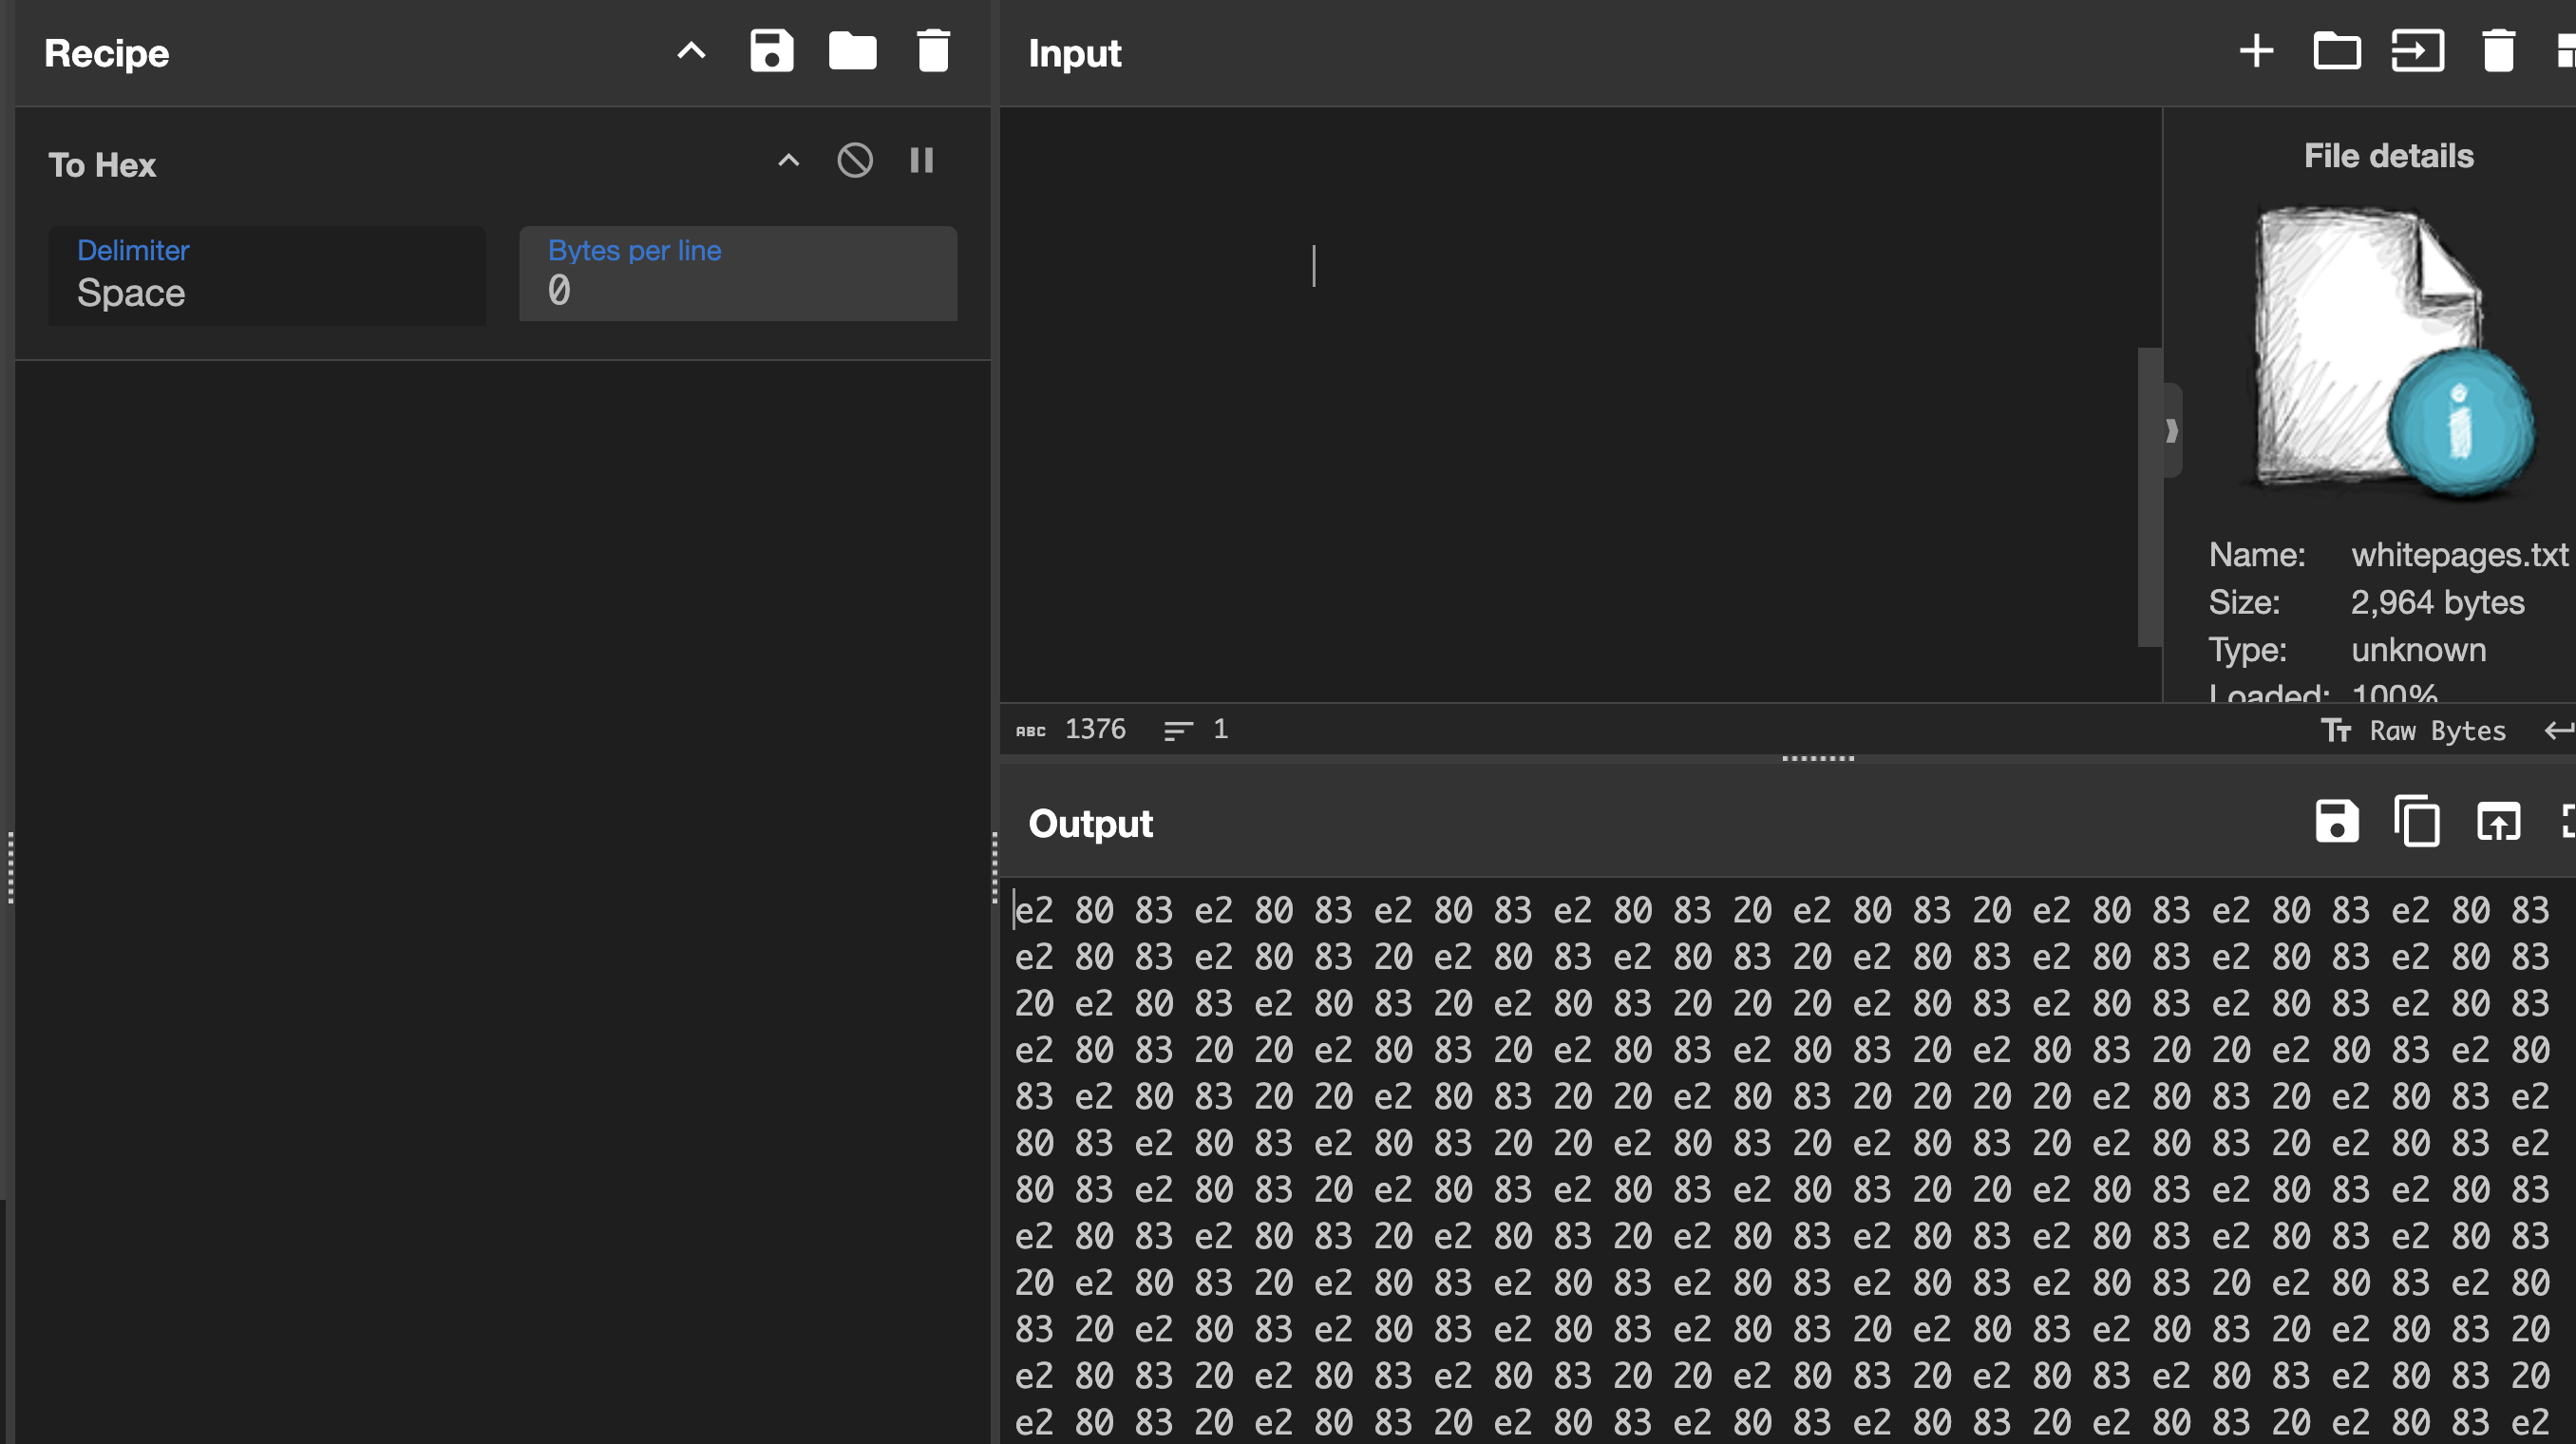 Recipe
To Hex
Delimiter
Space
Bytes per line
0
Input
File details
Name: whitepages.txt
Size: 2,964 bytes
Type: unknown
Loaded: 100%
ABC 1376 1
Tт Raw Bytes
Output
e2 80 83 e2 80 83 e2 80 83 e2 80 83 20 e2 80 83 20 e2 80 83 e2 80 83 e2 80 83
e2 80 83 e2 80 83 20 e2 80 83 e2 80 83 20 e2 80 83 e2 80 83 e2 80 83 e2 80 83
20 e2 80 83 e2 80 83 20 e2 80 83 20 20 20 e2 80 83 e2 80 83 e2 80 83 e2 80 83
e2 80 83 20 20 e2 80 83 20 e2 80 83 e2 80 83 20 e2 80 83 20 20 e2 80 83 e2 80
83 e2 80 83 20 20 e2 80 83 20 20 e2 80 83 20 20 20 20 e2 80 83 20 e2 80 83 e2
80 83 e2 80 83 e2 80 83 20 20 e2 80 83 20 e2 80 83 20 e2 80 83 20 e2 80 83 e2
80 83 e2 80 83 20 e2 80 83 e2 80 83 e2 80 83 20 20 e2 80 83 e2 80 83 e2 80 83
e2 80 83 e2 80 83 20 e2 80 83 20 e2 80 83 e2 80 83 e2 80 83 e2 80 83 e2 80 83
20 e2 80 83 20 e2 80 83 e2 80 83 e2 80 83 e2 80 83 e2 80 83 20 e2 80 83 e2 80
83 20 e2 80 83 e2 80 83 e2 80 83 e2 80 83 20 e2 80 83 e2 80 83 20 e2 80 83 20
e2 80 83 20 e2 80 83 e2 80 83 20 20 e2 80 83 20 e2 80 83 e2 80 83 e2 80 83 20
e2 80 83 20 e2 80 83 20 e2 80 83 e2 80 83 e2 80 83 20 e2 80 83 20 e2 80 83 e2